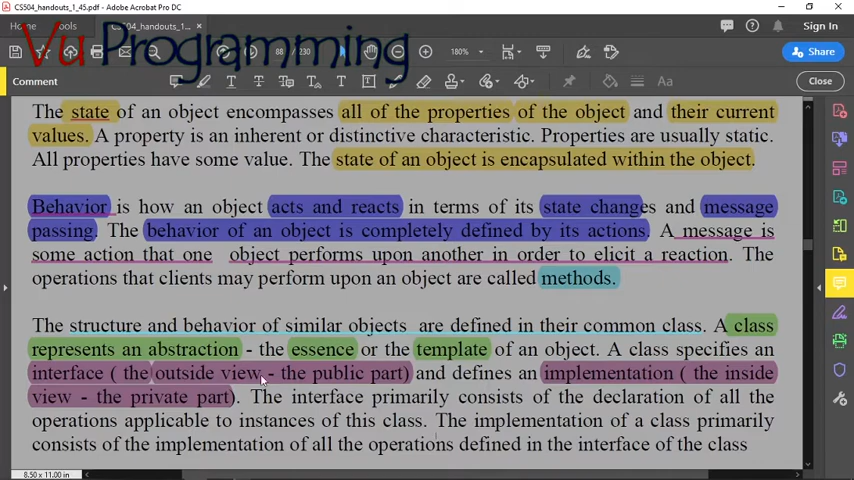 CS504_handouts_1_45.pdf - Adobe Acrobat Pro DC
Home Tools CS504_handouts_1... × Sign In
Vu Programming
88 / 230 180% Share
Comment Close
The state of an object encompasses all of the properties of the object and their current
values. A property is an inherent or distinctive characteristic. Properties are usually static.
All properties have some value. The state of an object is encapsulated within the object.
Behavior is how an object acts and reacts in terms of its state changes and message
passing. The behavior of an object is completely defined by its actions. A message is
some action that one object performs upon another in order to elicit a reaction. The
operations that clients may perform upon an object are called methods.
The structure and behavior of similar objects are defined in their common class. A class
represents an abstraction - the essence or the template of an object. A class specifies an
interface ( the outside view - the public part) and defines an implementation ( the inside
view - the private part). The interface primarily consists of the declaration of all the
operations applicable to instances of this class. The implementation of a class primarily
consists of the implementation of all the operations defined in the interface of the class
8.50 x 11.00 in